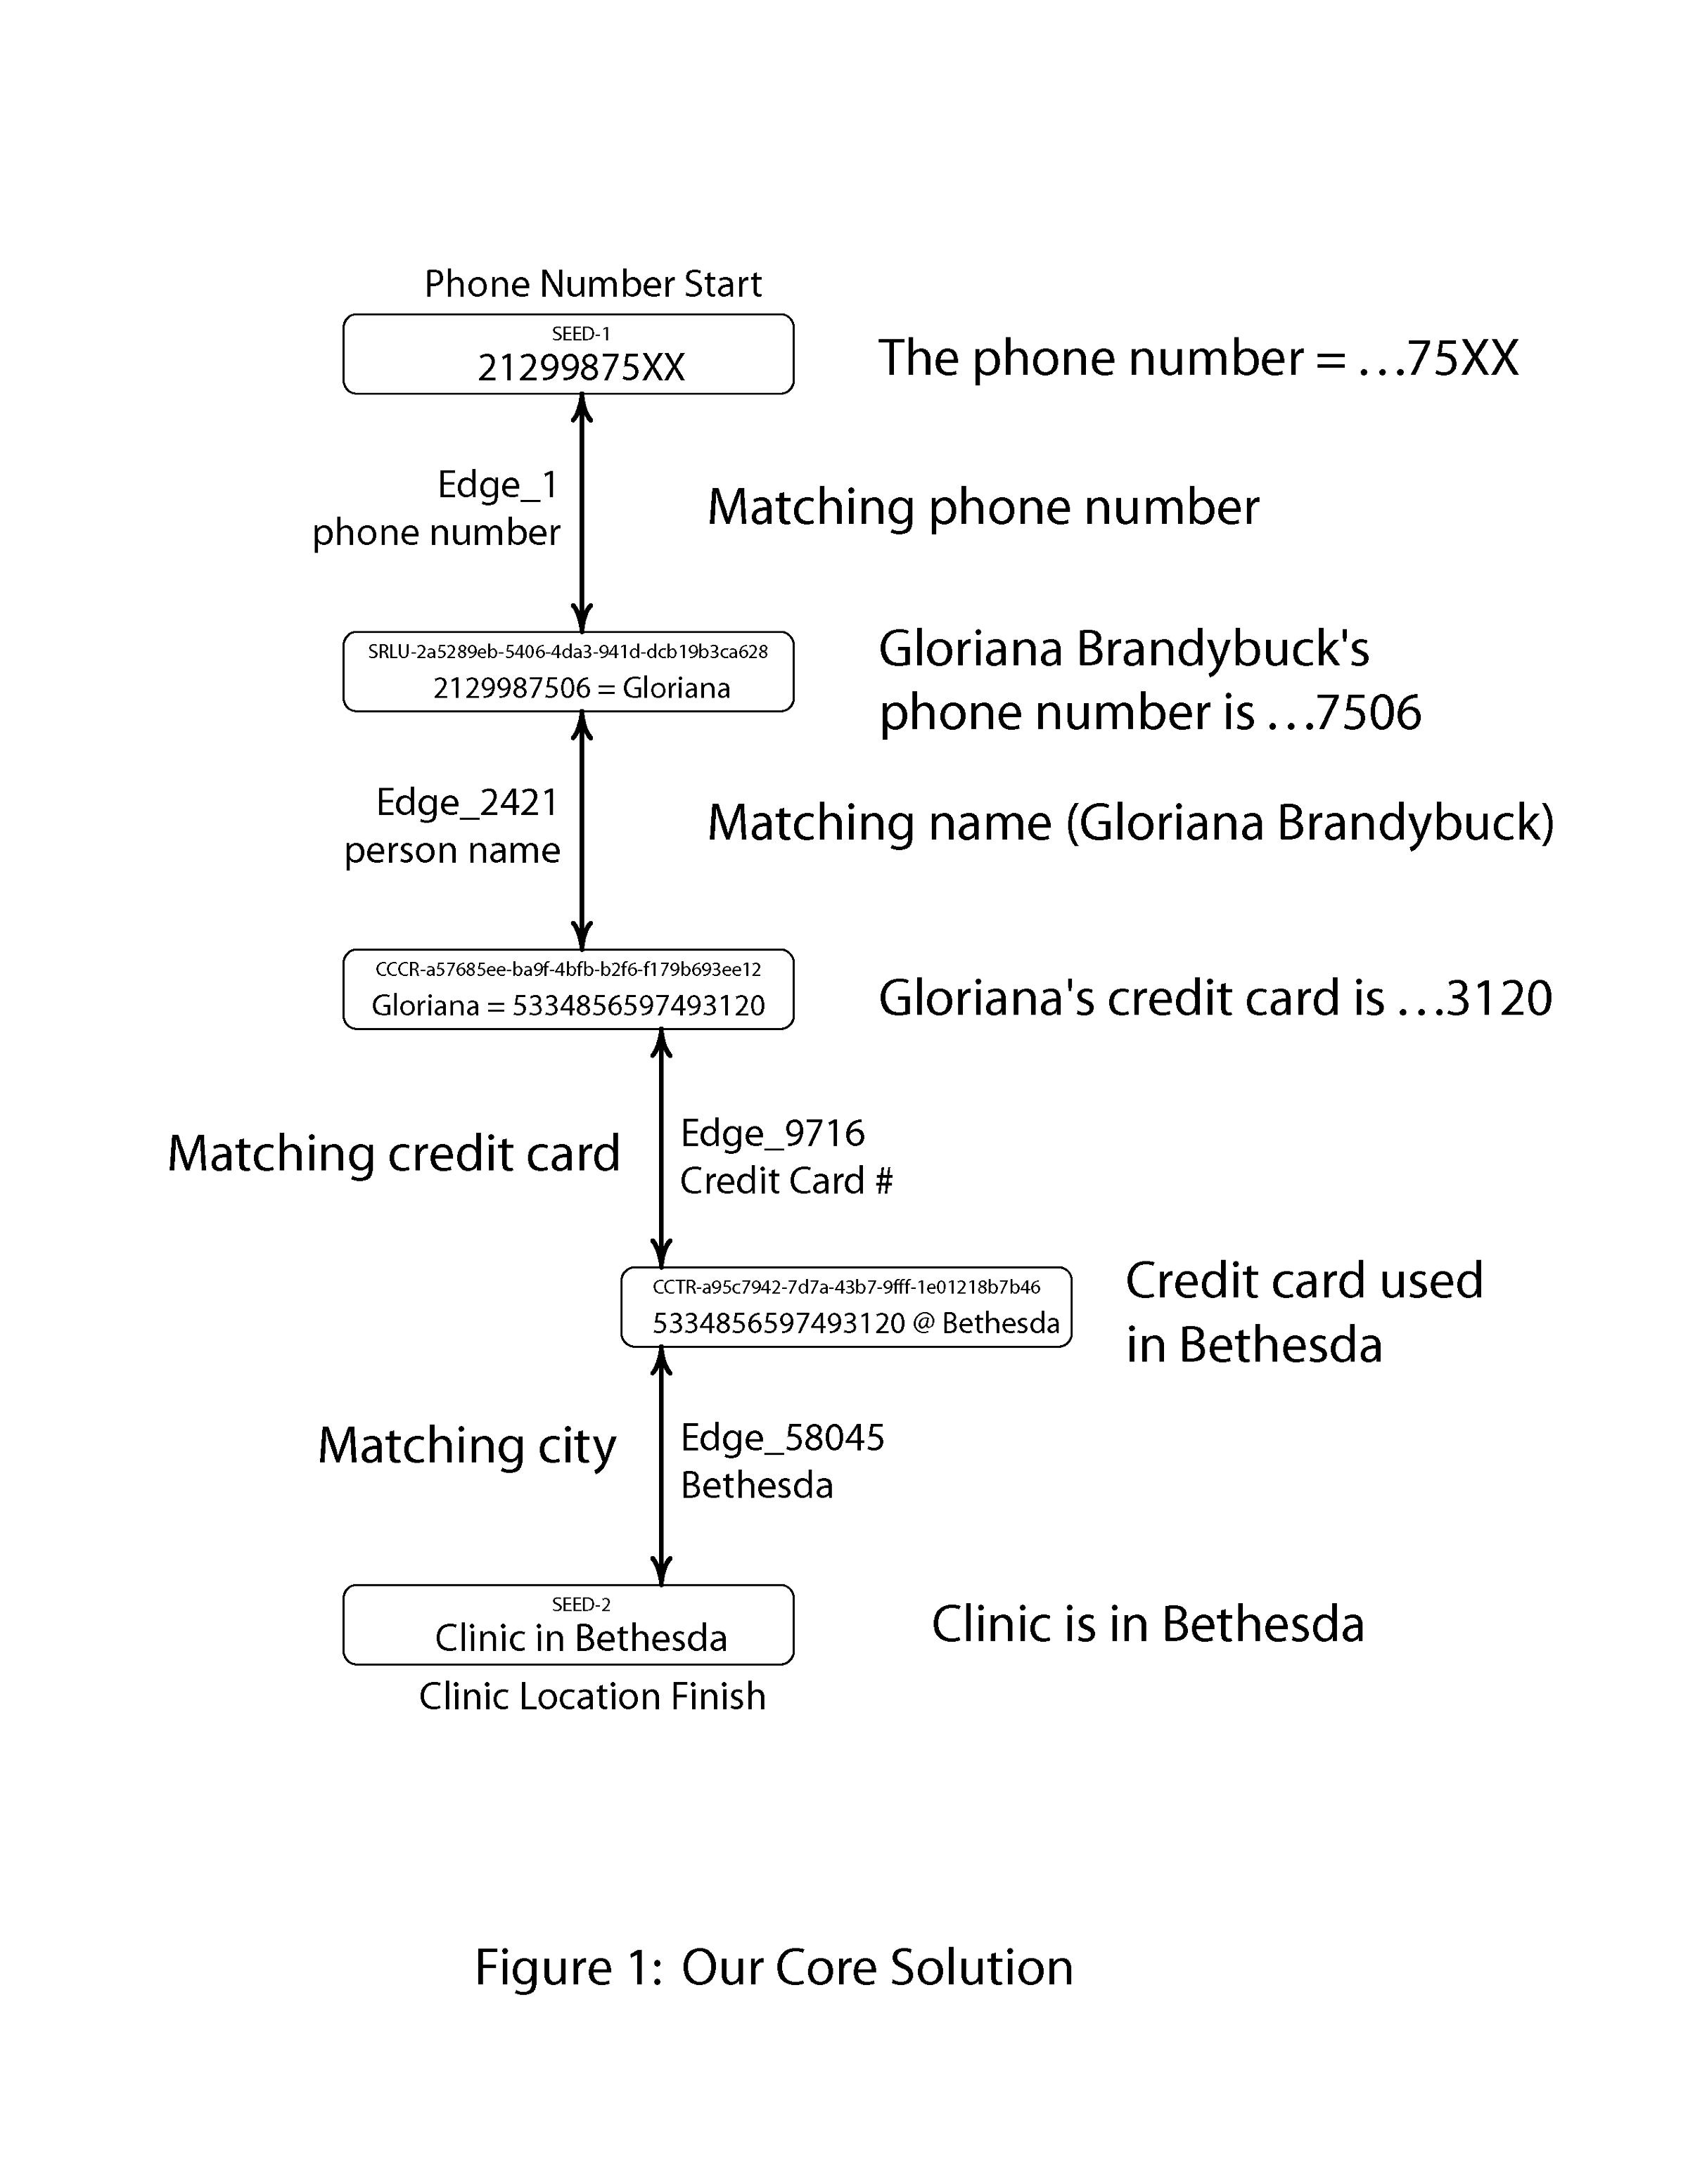 Phone Number Start
SEED-1
21299875XX
The phone number = …75XX
Edge_1
phone number
Matching phone number
SRLU-2a5289eb-5406-4da3-941d-dcb19b3ca628
2129987506 = Gloriana
Gloriana Brandybuck's
phone number is …7506
Edge_2421
person name
Matching name (Gloriana Brandybuck)
CCCR-a57685ee-ba9f-4bfb-b2f6-f179b693ee12
Gloriana = 5334856597493120
Gloriana's credit card is …3120
Matching credit card
Edge_9716
Credit Card #
CCTR-a95c7942-7d7a-43b7-9fff-1e01218b7b46
5334856597493120 @ Bethesda
Credit card used
in Bethesda
Matching city
Edge_58045
Bethesda
SEED-2
Clinic in Bethesda
Clinic is in Bethesda
Clinic Location Finish
Figure 1: Our Core Solution